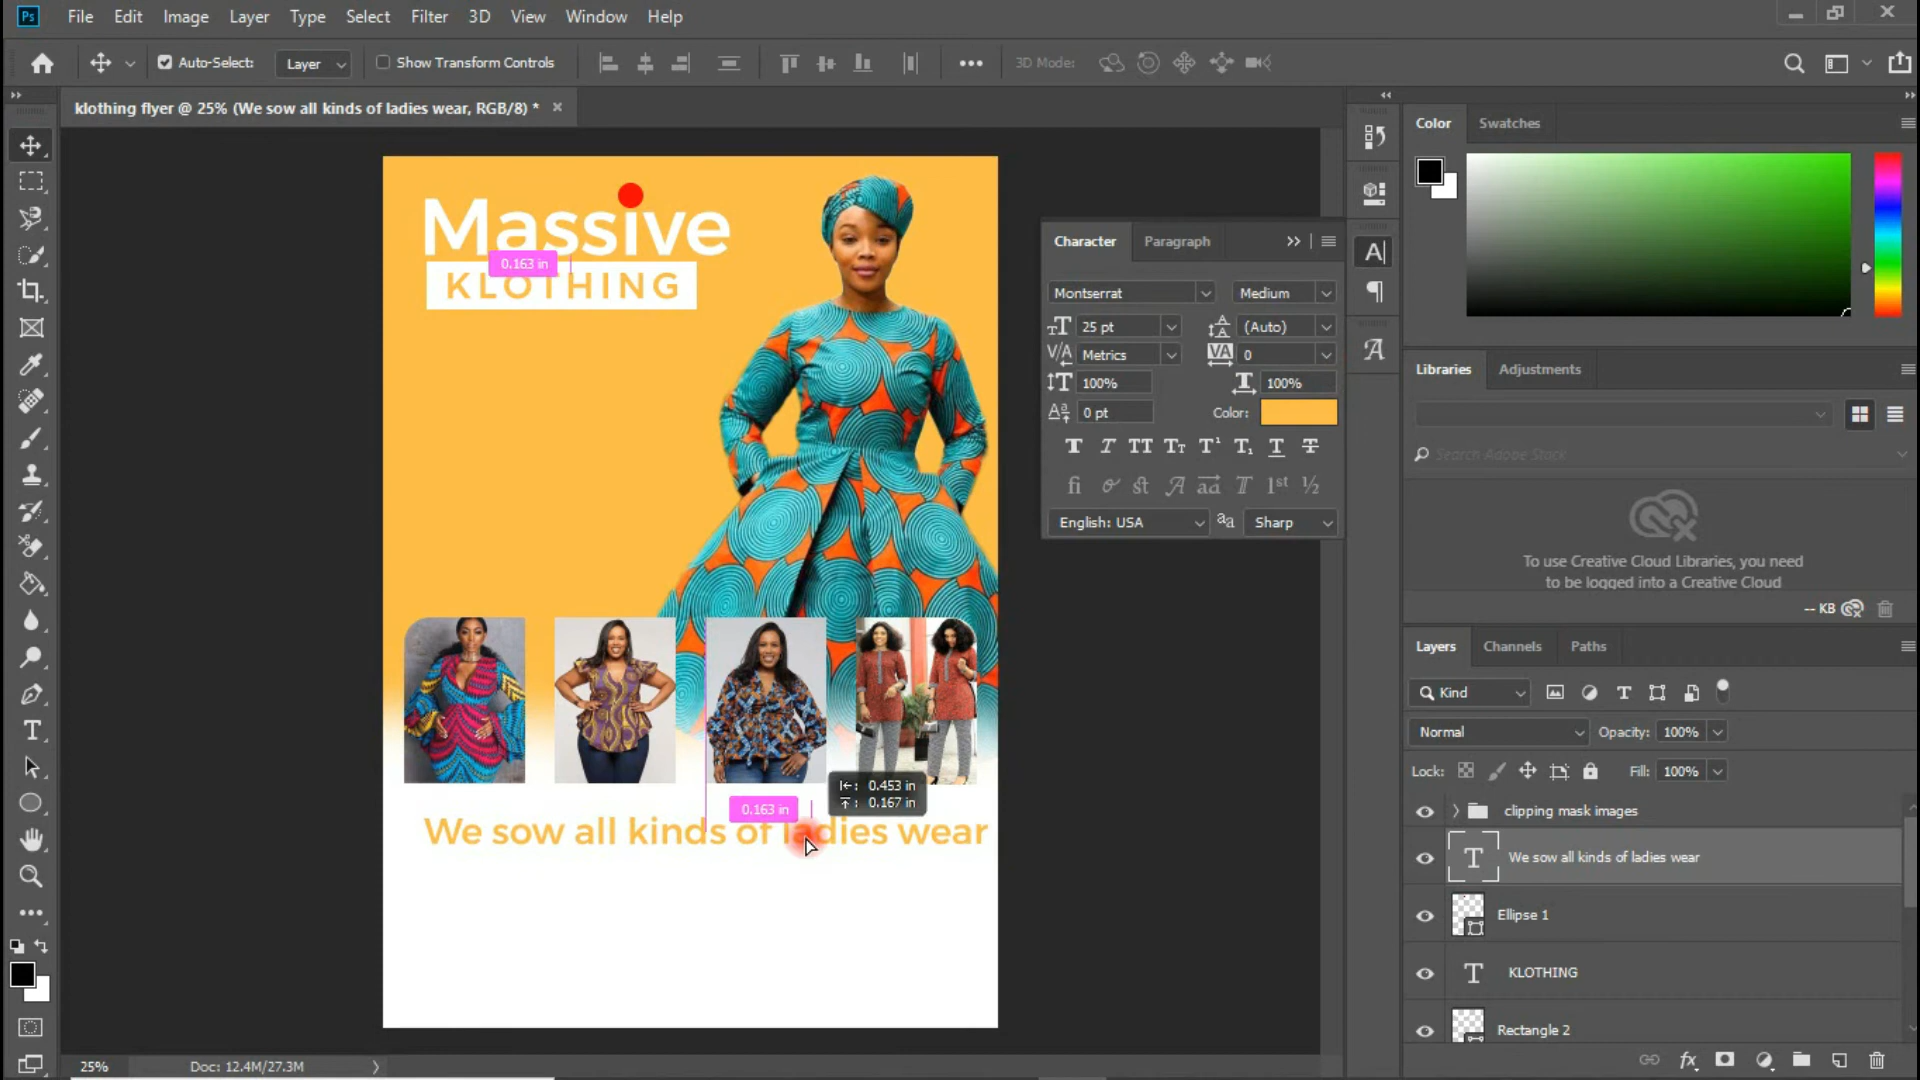 Ps File Edit Image Layer Type Select Filter 3D View Window Help
Auto-Select: Layer Show Transform Controls 3D Mode:
klothing flyer @ 25% (We sow all kinds of ladies wear, RGB/8) *
Color Swatches
Massive
KLOTHING
0.163 in
Character Paragraph
Montserrat Medium
25 pt (Auto)
Metrics 0
100% 100%
0 pt Color:
English: USA Sharp
Libraries Adjustments
Search Adobe Stock
To use Creative Cloud Libraries, you need
to be logged into a Creative Cloud
-- KB
Layers Channels Paths
Kind
Normal Opacity: 100%
Lock: Fill: 100%
0.453 in
0.167 in
0.163 in
We sow all kinds of ladies wear
clipping mask images
We sow all kinds of ladies wear
Ellipse 1
KLOTHING
Rectangle 2
25% Doc: 12.4M/27.3M